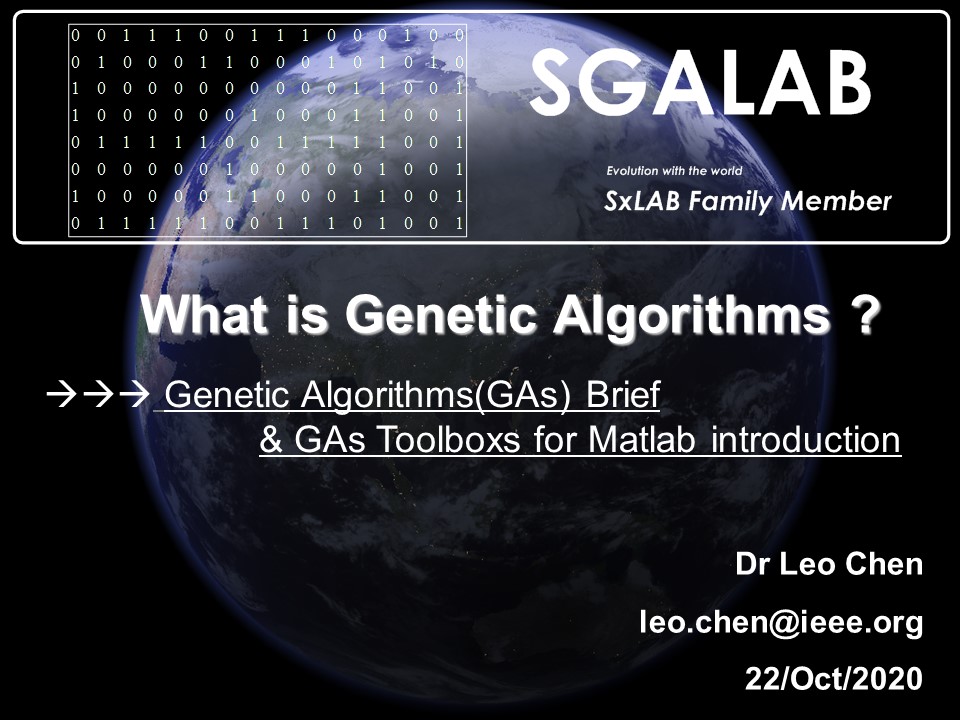 0 0 1 1 1 0 0 1 1 1 0 0 0 1 0 0
0 1 0 0 0 1 1 0 0 0 1 0 1 0 1 0
1 0 0 0 0 0 0 0 0 0 0 1 1 0 0 1
1 0 0 0 0 0 0 1 0 0 0 1 1 0 0 1
0 1 1 1 1 1 0 0 1 1 1 1 1 0 0 1
0 0 0 0 0 0 1 0 0 0 0 0 1 0 0 1
1 0 0 0 0 0 1 1 0 0 0 1 1 0 0 1
0 1 1 1 1 1 0 0 1 1 1 0 1 0 0 1
SGALAB
Evolution with the world
SxLAB Family Member
What is Genetic Algorithms ?
→→→ Genetic Algorithms(GAs) Brief
& GAs Toolboxs for Matlab introduction
Dr Leo Chen
leo.chen@ieee.org
22/Oct/2020